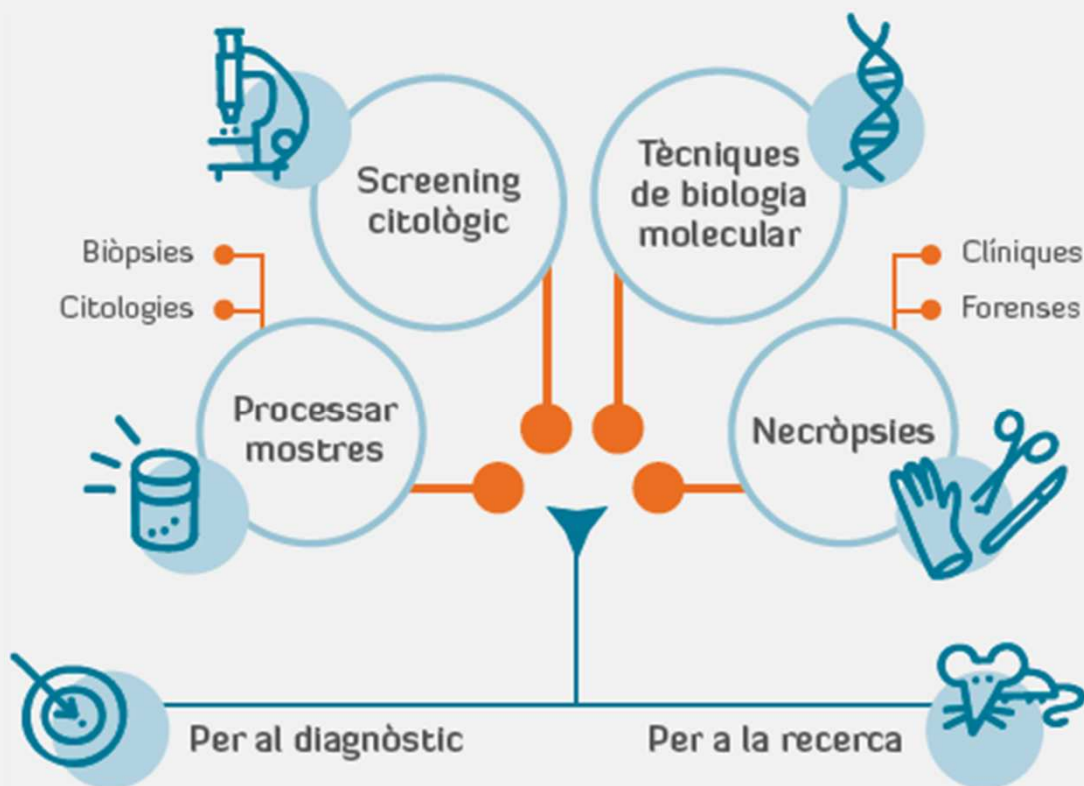 Screening
citològic
Tècniques
de biologia
molecular
Biòpsies
Citologies
Clíniques
Forenses
Processar
mostres
Necròpsies
Per al diagnòstic
Per a la recerca